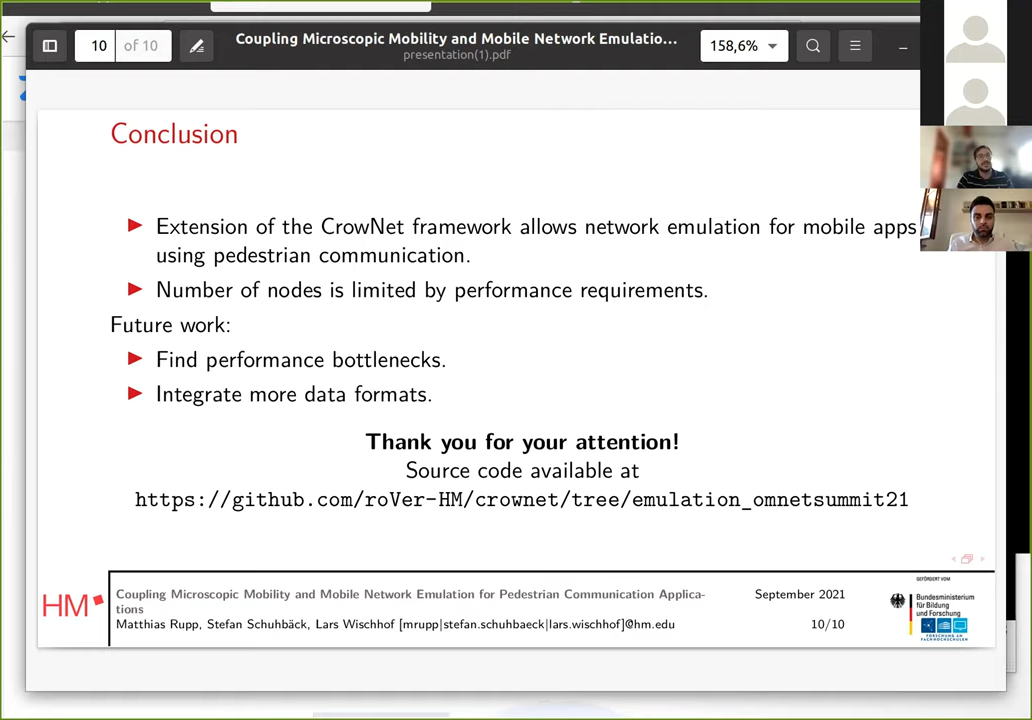 10 of 10
Coupling Microscopic Mobility and Mobile Network Emulatio...
presentation(1).pdf
158,6%
Conclusion
Extension of the CrowNet framework allows network emulation for mobile apps
using pedestrian communication.
Number of nodes is limited by performance requirements.
Future work:
Find performance bottlenecks.
Integrate more data formats.
Thank you for your attention!
Source code available at
https://github.com/roVer-HM/crownet/tree/emulation_omnetsummit21
HM
Coupling Microscopic Mobility and Mobile Network Emulation for Pedestrian Communication Applica-
tions
Matthias Rupp, Stefan Schuhbäck, Lars Wischhof [mrupp|stefan.schuhbaeck|lars.wischhof]@hm.edu
September 2021
10/10
GEFÖRDERT VOM
Bundesministerium
für Bildung
und Forschung
FORSCHUNG AN
FACHHOCHSCHULEN